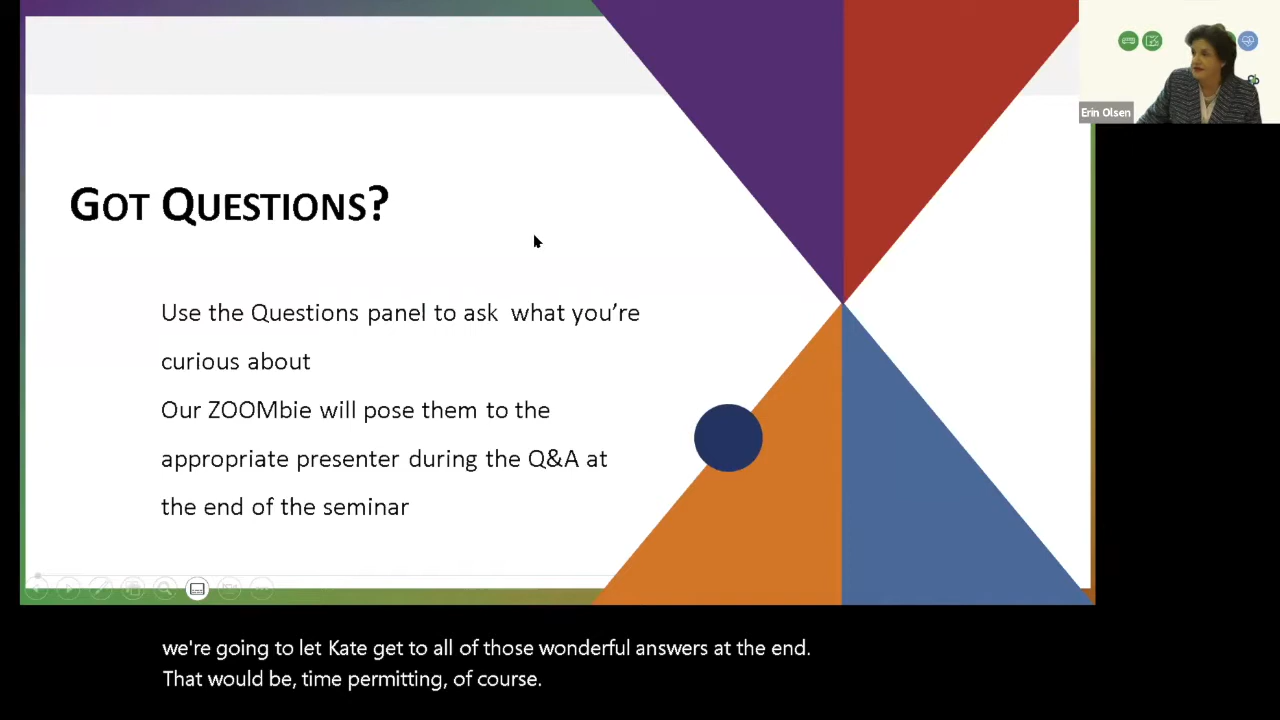 Erin Olsen
GOT QUESTIONS?
Use the Questions panel to ask what you're
curious about
Our ZOOMbie will pose them to the
appropriate presenter during the Q&A at
the end of the seminar
we're going to let Kate get to all of those wonderful answers at the end.
That would be, time permitting, of course.